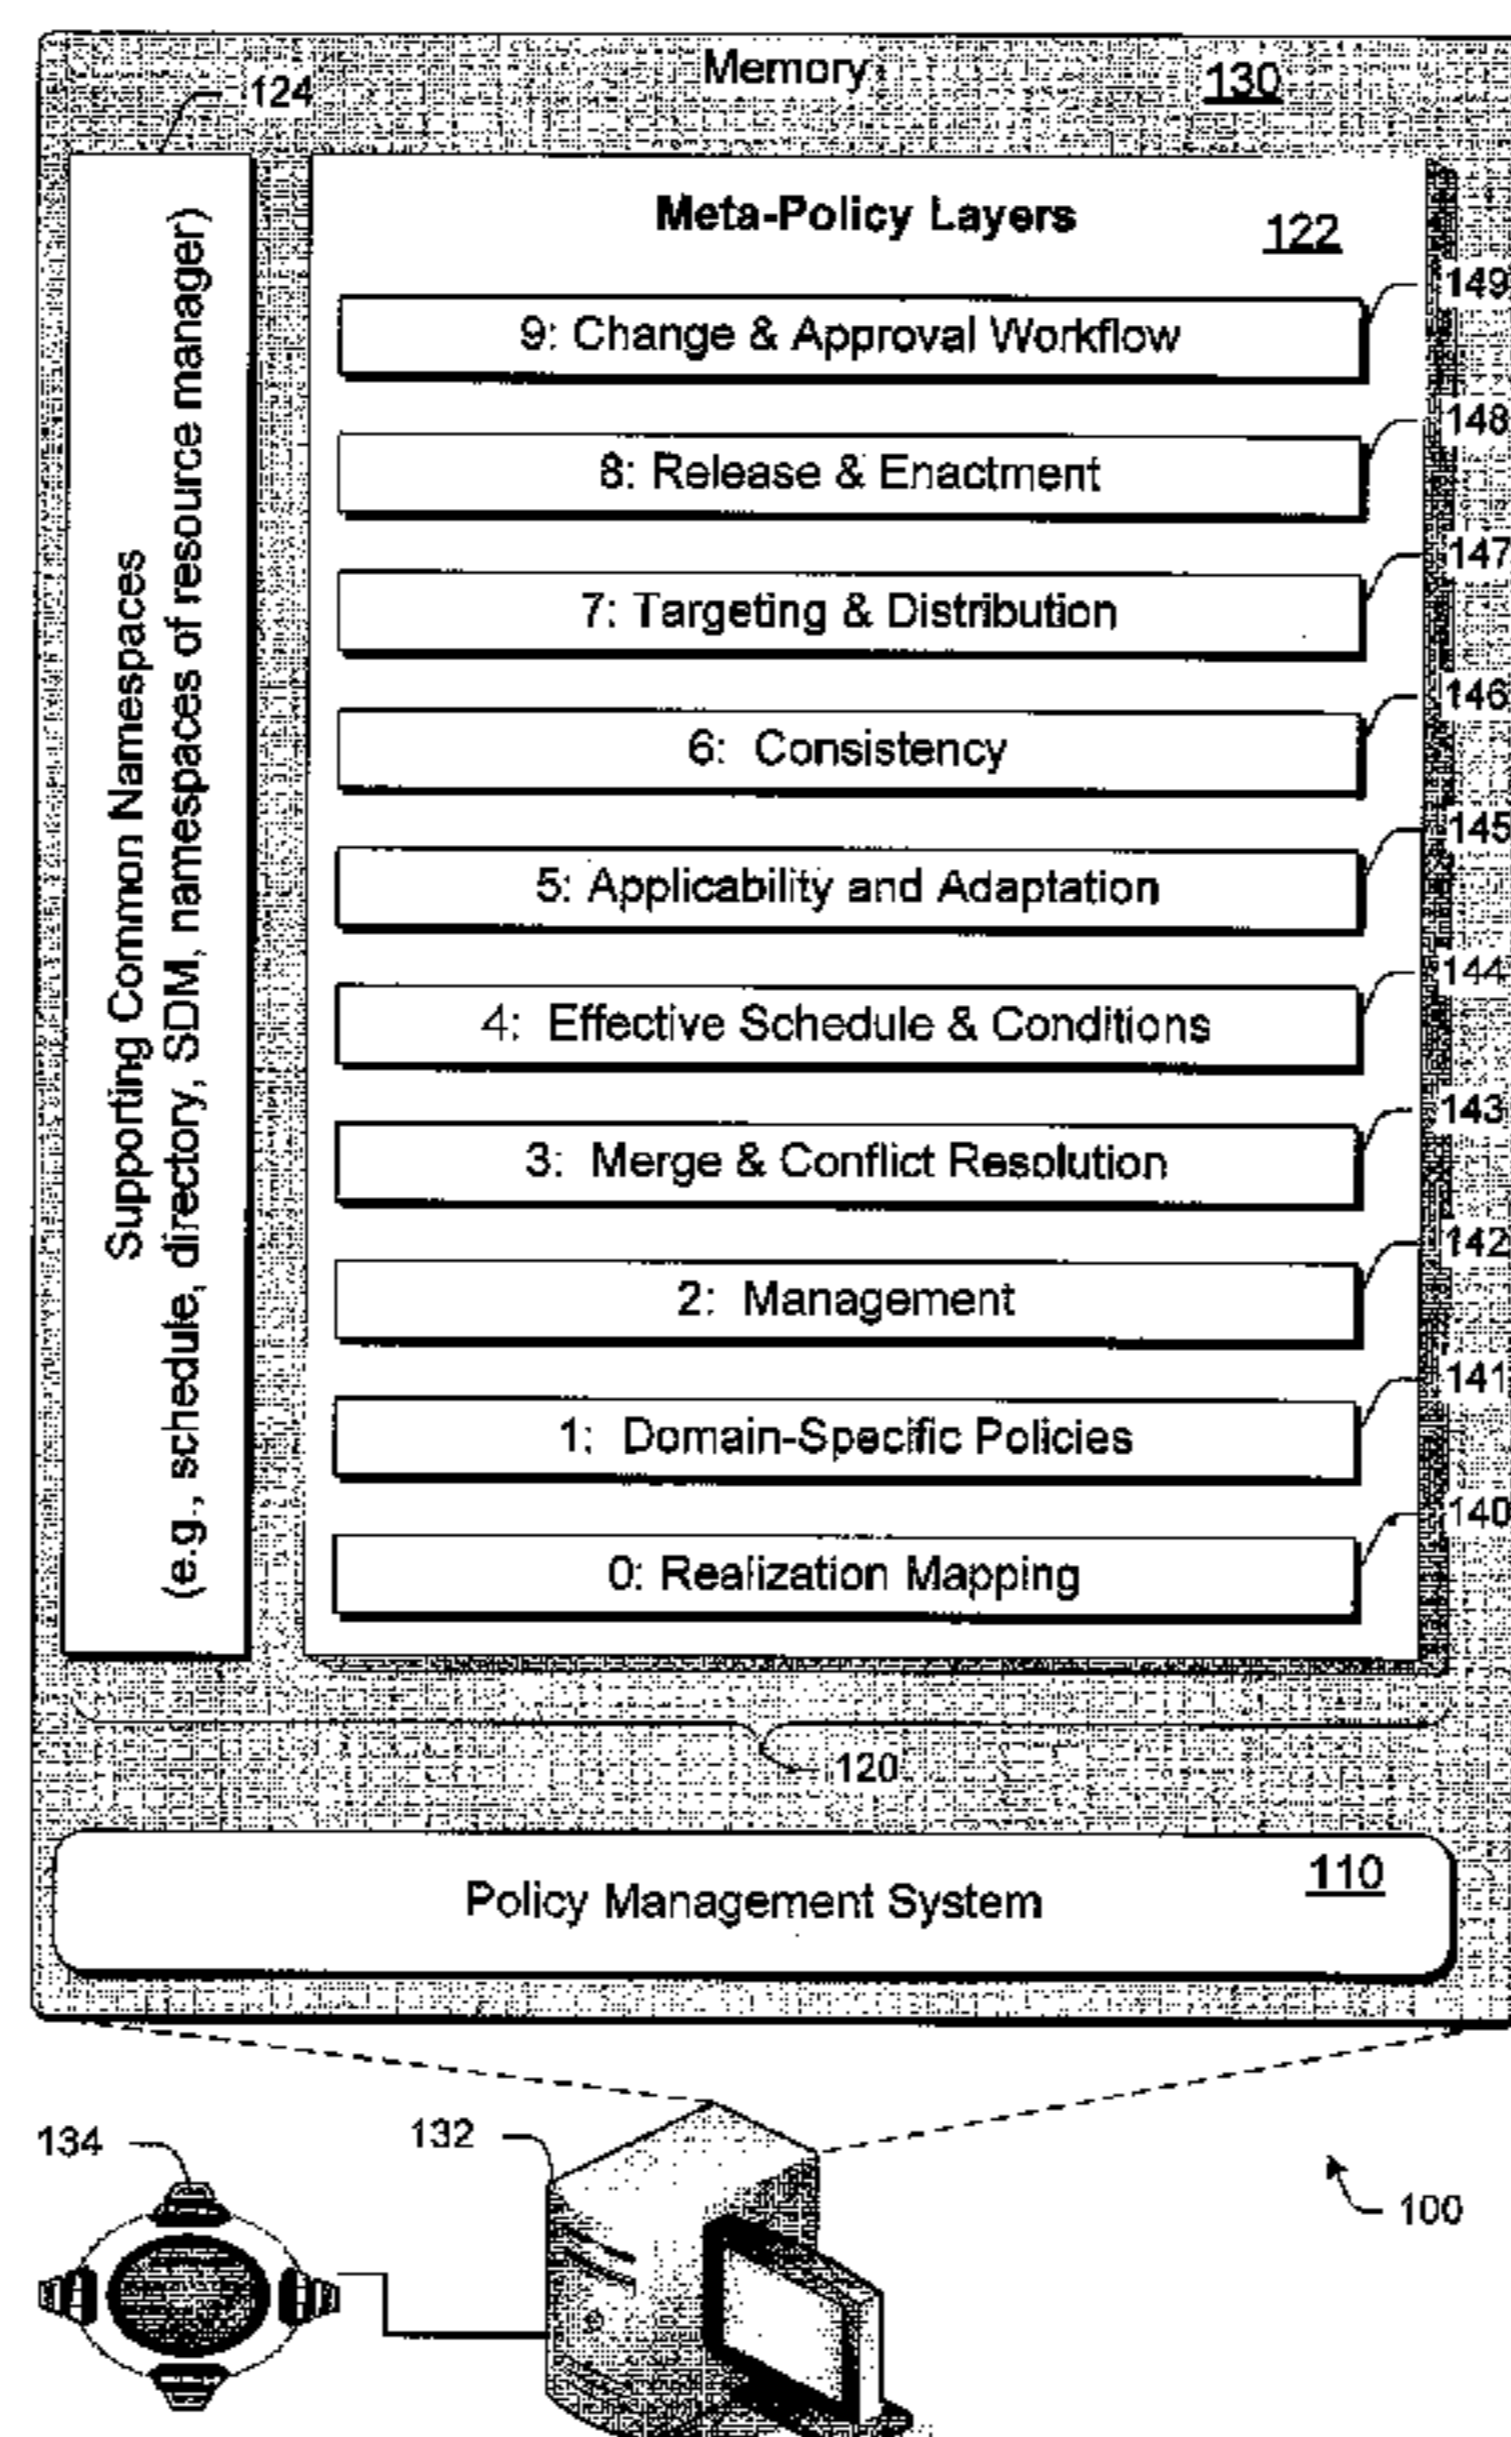 Memory
130
124
Supporting Common Namespaces
(e.g., schedule, directory, SDM, namespaces of resource manager)
Meta-Policy Layers
122
149
9: Change & Approval Workflow
148
8: Release & Enactment
147
7: Targeting & Distribution
146
6: Consistency
145
5: Applicability and Adaptation
144
4: Effective Schedule & Conditions
143
3: Merge & Conflict Resolution
142
2: Management
141
1: Domain-Specific Policies
140
0: Realization Mapping
120
Policy Management System
110
134
132
100